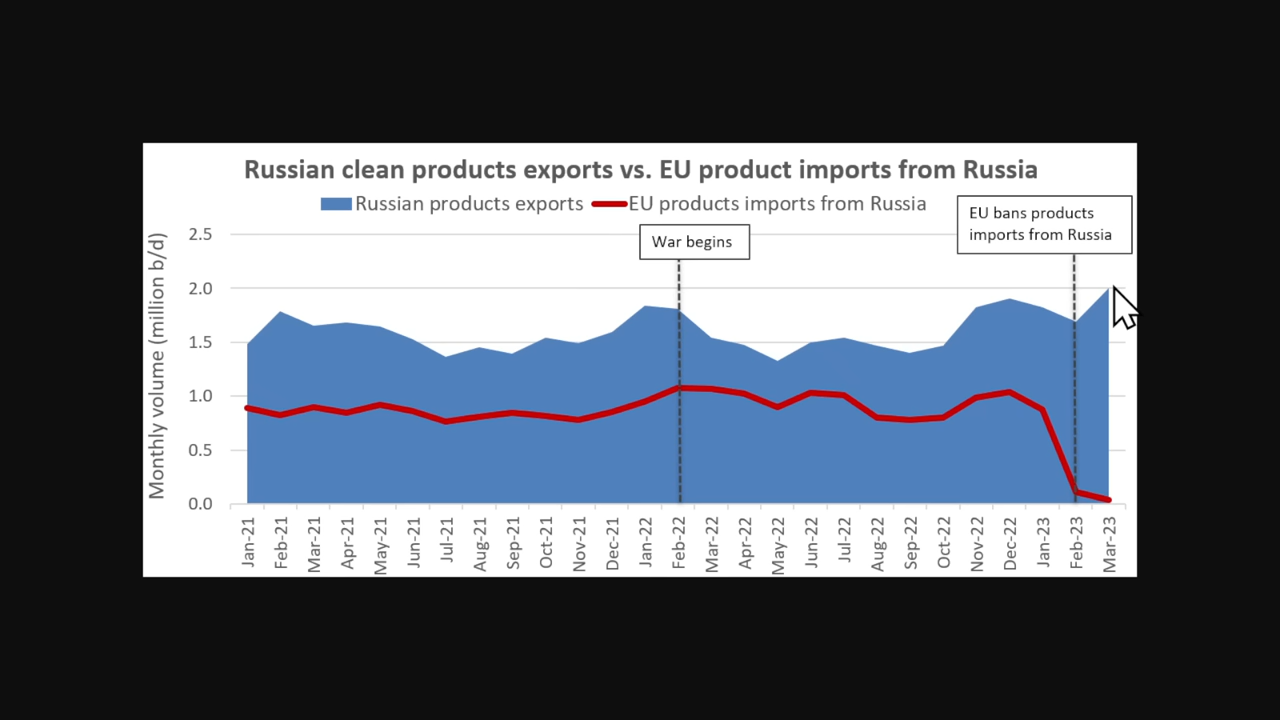 Russian clean products exports vs. EU product imports from Russia
Russian products exports
EU products imports from Russia
War begins
EU bans products
imports from Russia
Monthly volume (million b/d)
2.5
2.0
1.5
1.0
0.5
0.0
Jan-21
Feb-21
Mar-21
Apr-21
May-21
Jun-21
Jul-21
Aug-21
Sep-21
Oct-21
Nov-21
Dec-21
Jan-22
Feb-22
Mar-22
Apr-22
May-22
Jun-22
Jul-22
Aug-22
Sep-22
Oct-22
Nov-22
Dec-22
Jan-23
Feb-23
Mar-23